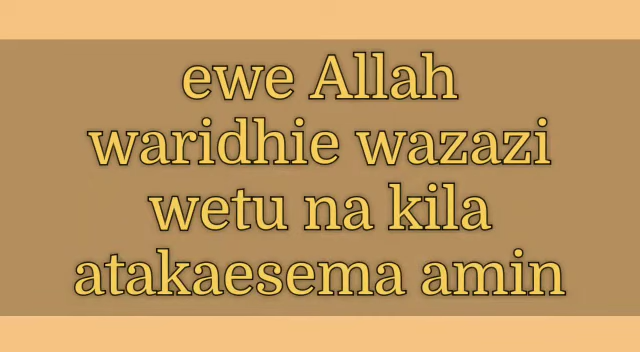 ewe Allah
waridhie wazazi
wetu na kila
atakaesema amin